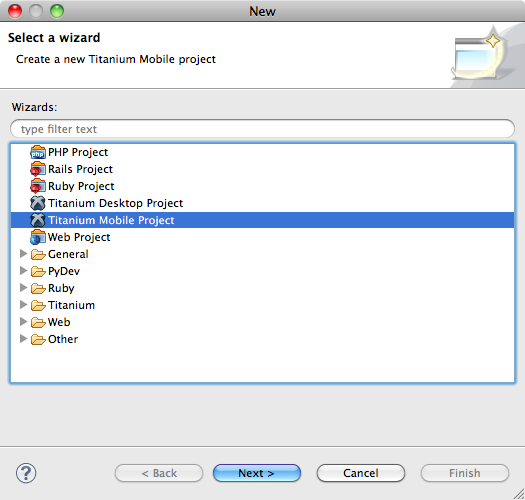 New
Select a wizard
Create a new Titanium Mobile project
Wizards:
type filter text
php PHP Project
Rails Project
Ruby Project
Titanium Desktop Project
Titanium Mobile Project
Web Project
General
PyDev
Ruby
Titanium
Web
Other
? < Back Next > Cancel Finish